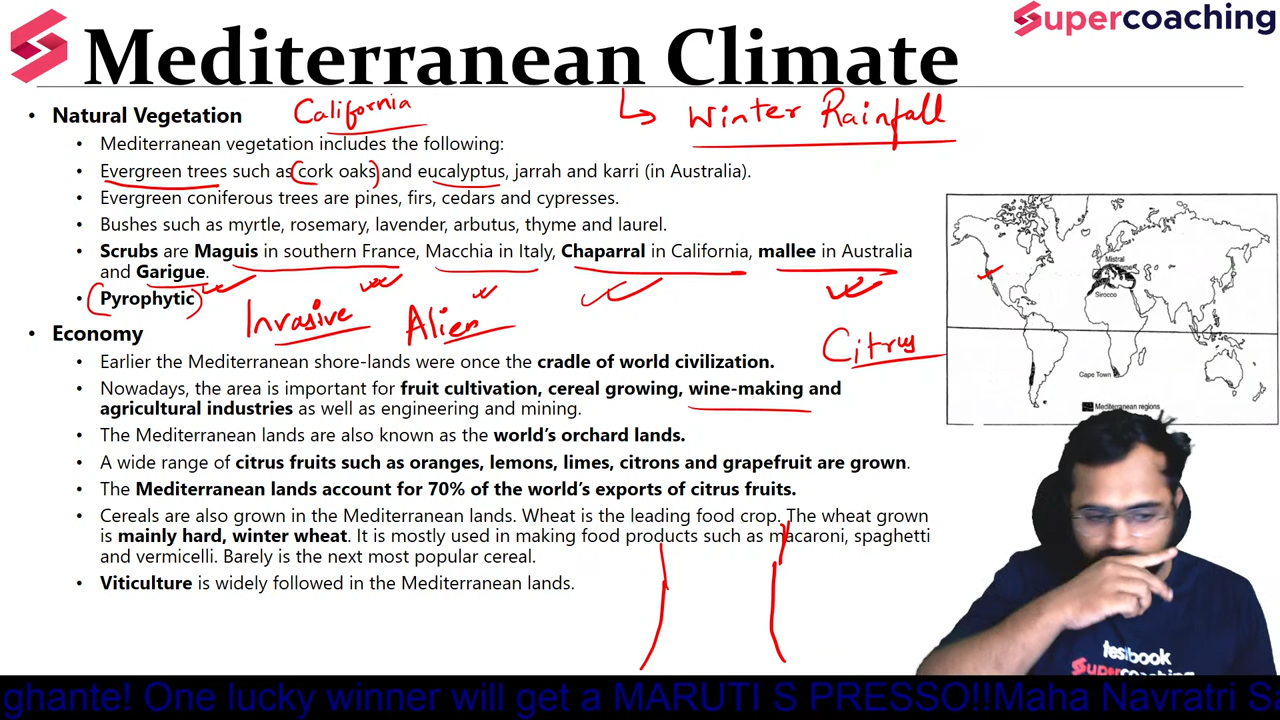 Supercoaching
Mediterranean Climate
Winter Rainfall
California
• Natural Vegetation
• Mediterranean vegetation includes the following:
• Evergreen trees such as (cork oaks) and eucalyptus, jarrah and karri (in Australia).
• Evergreen coniferous trees are pines, firs, cedars and cypresses.
• Bushes such as myrtle, rosemary, lavender, arbutus, thyme and laurel.
• Scrubs are Maguis in southern France, Macchia in Italy, Chaparral in California, mallee in Australia
and Garigue.
• (Pyrophytic)
Invasive Alien
Citrus
• Economy
• Earlier the Mediterranean shore-lands were once the cradle of world civilization.
• Nowadays, the area is important for fruit cultivation, cereal growing, wine-making and
agricultural industries as well as engineering and mining.
• The Mediterranean lands are also known as the world's orchard lands.
• A wide range of citrus fruits such as oranges, lemons, limes, citrons and grapefruit are grown.
• The Mediterranean lands account for 70% of the world's exports of citrus fruits.
• Cereals are also grown in the Mediterranean lands. Wheat is the leading food crop. The wheat grown
is mainly hard, winter wheat. It is mostly used in making food products such as macaroni, spaghetti
and vermicelli. Barely is the next most popular cereal.
• Viticulture is widely followed in the Mediterranean lands.
Mistral
Sirocco
Cape Town
Mediterranean regions
testbook
Supercoaching
ghante! One lucky winner will get a MARUTI S PRESSO!!Maha Navratri Sa